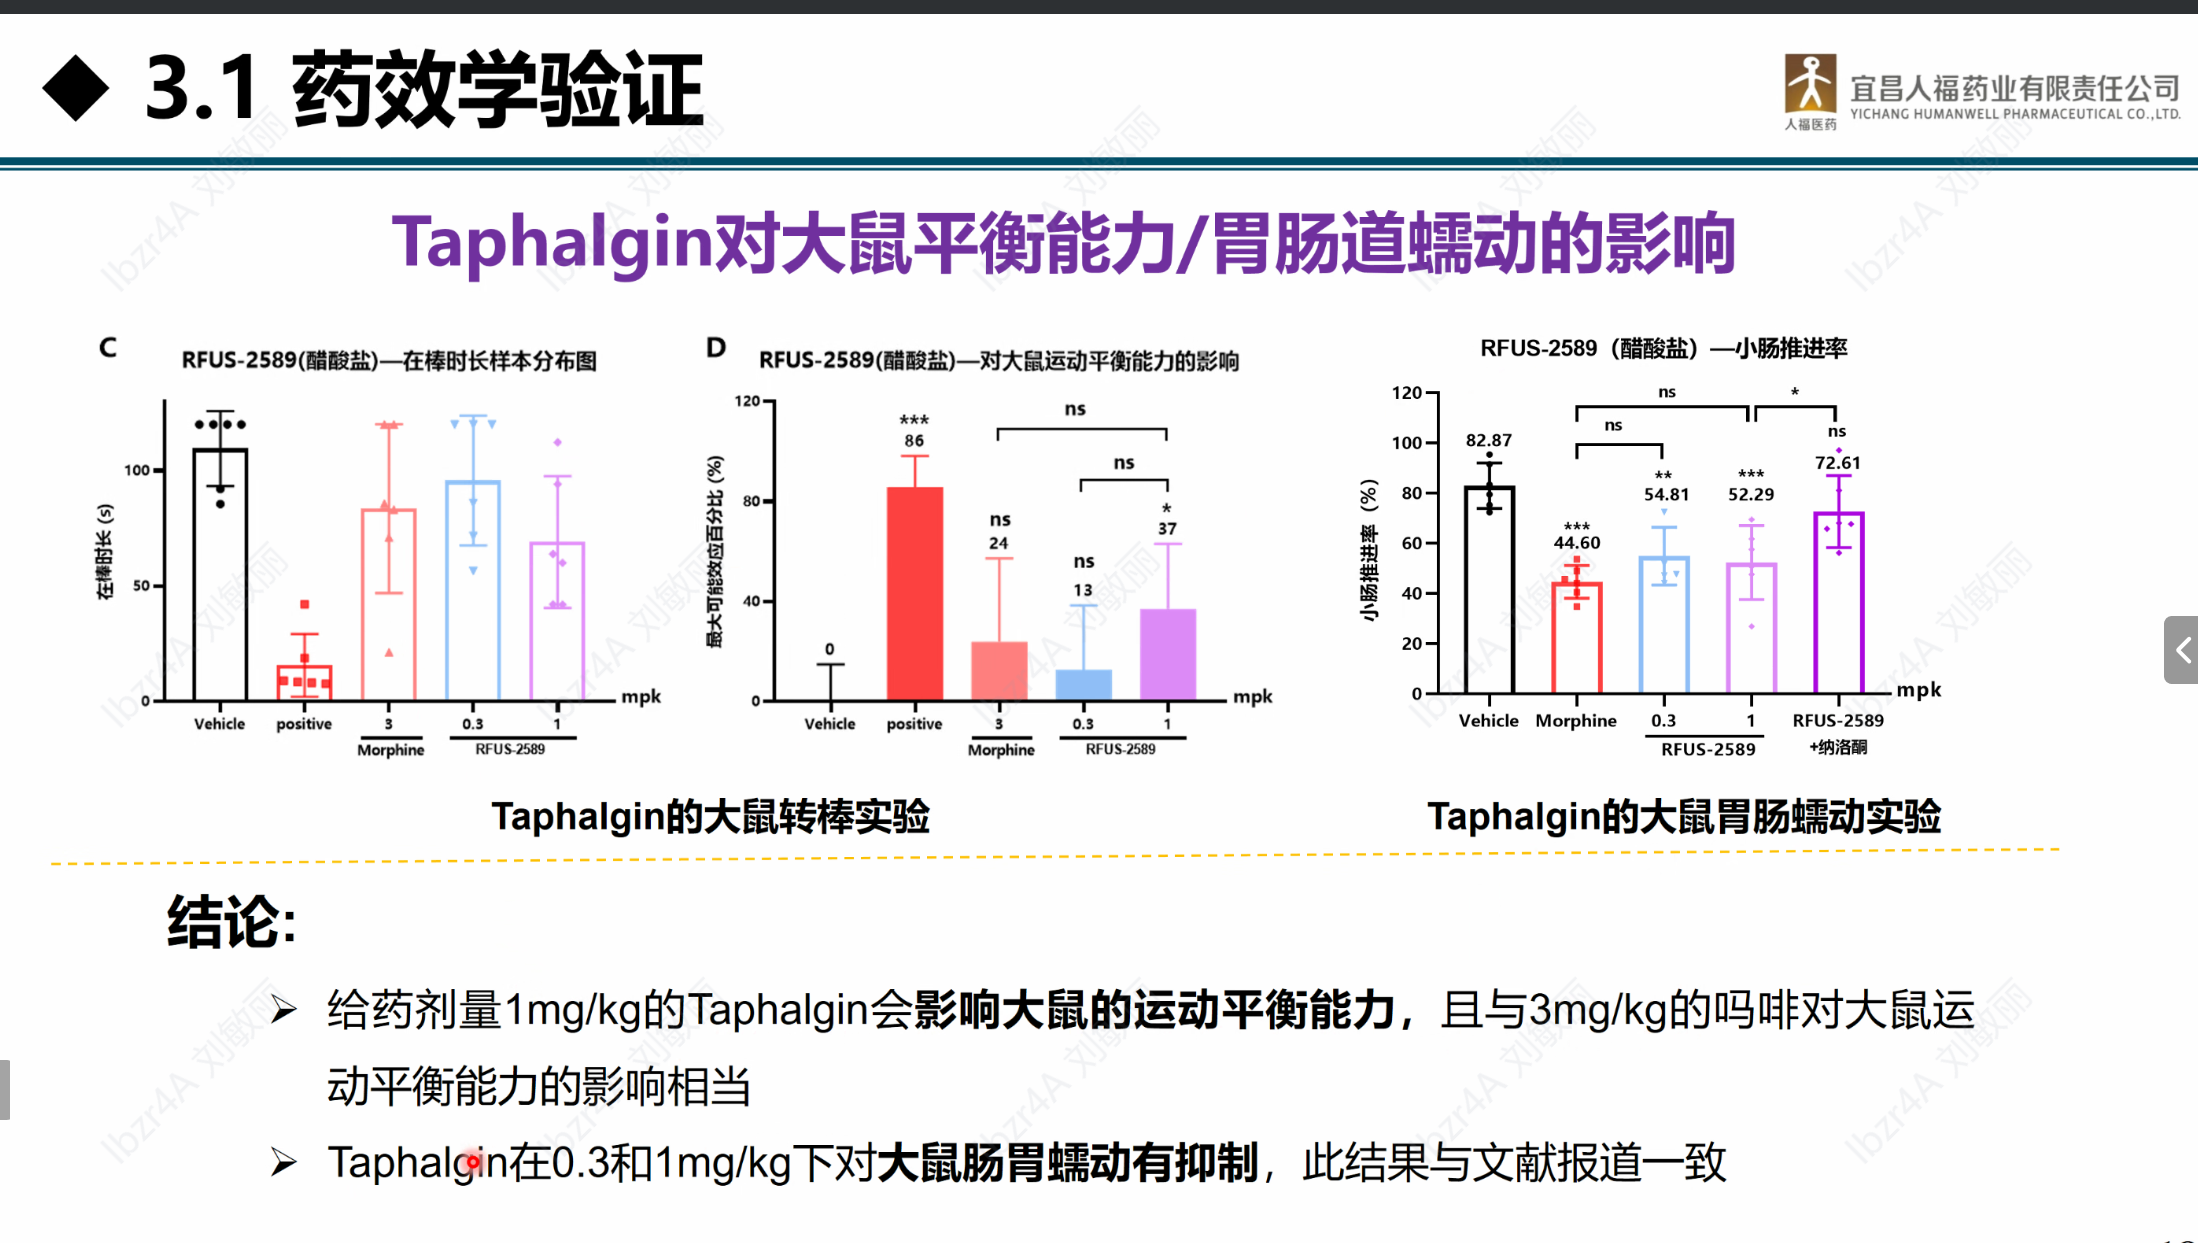 3.1 药效学验证
人福医药
宜昌人福药业有限责任公司
YICHANG HUMANWELL PHARMACEUTICAL CO.,LTD.
Taphalgin对大鼠平衡能力/胃肠道蠕动的影响
C
RFUS-2589(醋酸盐)—在棒时长样本分布图
在棒时长 (s)
100
50
0
mpk
Vehicle positive 3 0.3 1
Morphine RFUS-2589
D
RFUS-2589(醋酸盐)—对大鼠运动平衡能力的影响
最大可能效应百分比 (%)
120
80
40
0
ns
ns
***
86
ns
24
ns
13
*
37
0
mpk
Vehicle positive 3 0.3 1
Morphine RFUS-2589
RFUS-2589（醋酸盐）—小肠推进率
小肠推进率（%）
120
100
80
60
40
20
0
ns
*
ns
82.87
***
44.60
**
54.81
***
52.29
ns
72.61
mpk
Vehicle Morphine 0.3 1 RFUS-2589
RFUS-2589 +纳洛酮
Taphalgin的大鼠转棒实验
Taphalgin的大鼠胃肠蠕动实验
结论:
➢ 给药剂量1mg/kg的Taphalgin会影响大鼠的运动平衡能力，且与3mg/kg的吗啡对大鼠运
动平衡能力的影响相当
➢ Taphalgin在0.3和1mg/kg下对大鼠肠胃蠕动有抑制，此结果与文献报道一致
lbzr4A 刘敏丽